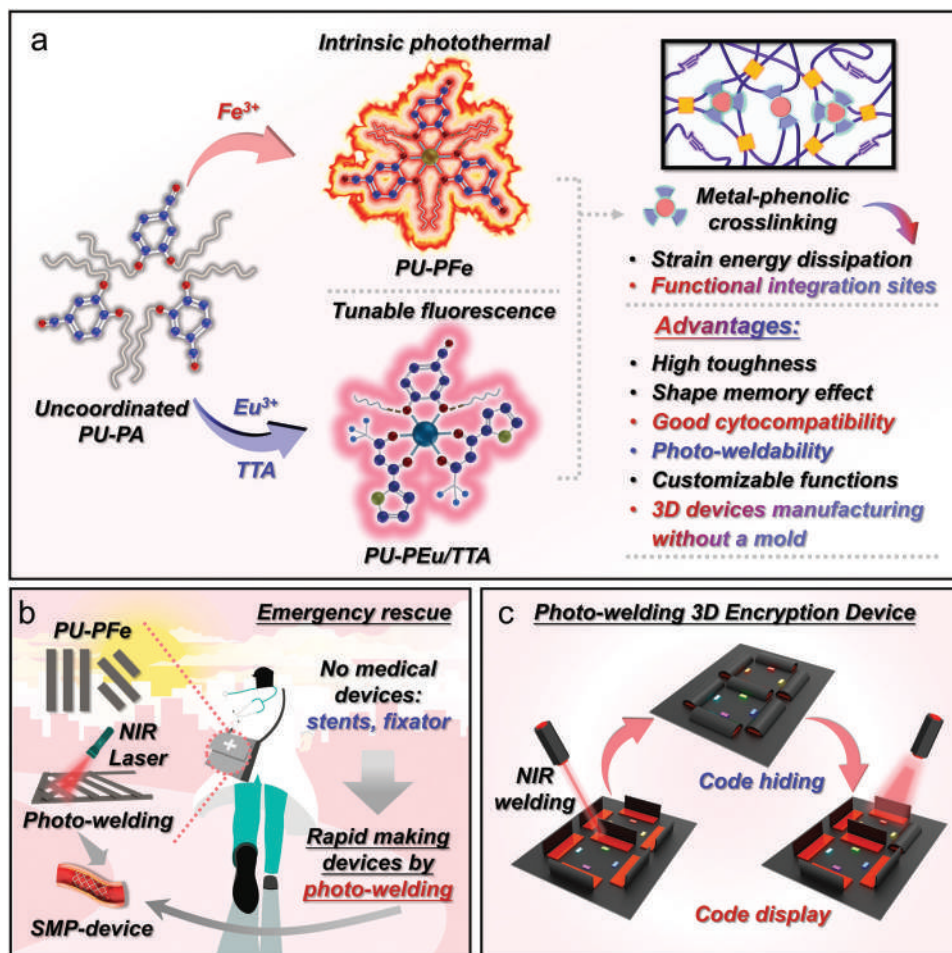 a
Intrinsic photothermal
Fe³⁺
PU-PFe
Uncoordinated
PU-PA
Eu³⁺
TTA
Tunable fluorescence
PU-PEu/TTA
Metal-phenolic
crosslinking
• Strain energy dissipation
• Functional integration sites
Advantages:
• High toughness
• Shape memory effect
• Good cytocompatibility
• Photo-weldability
• Customizable functions
• 3D devices manufacturing
without a mold
b
Emergency rescue
PU-PFe
NIR
Laser
Photo-welding
SMP-device
No medical
devices:
stents, fixator
Rapid making
devices by
photo-welding
c
Photo-welding 3D Encryption Device
NIR
welding
Code hiding
Code display